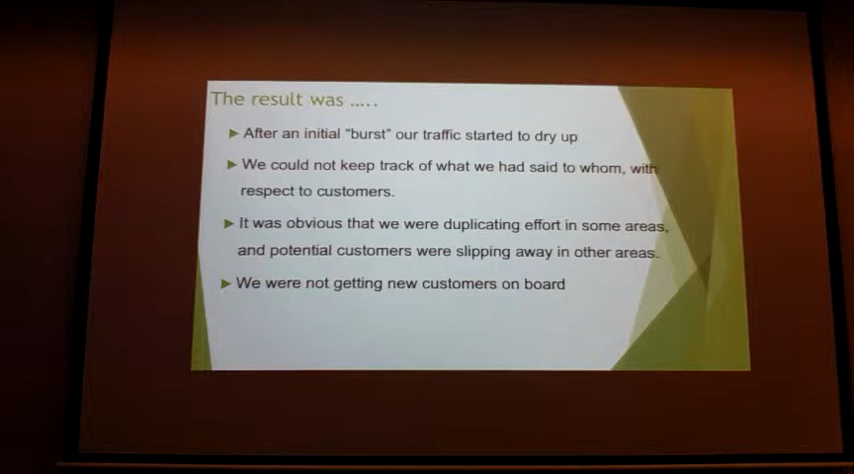 The result was .....
After an initial "burst" our traffic started to dry up
We could not keep track of what we had said to whom, with
respect to customers.
It was obvious that we were duplicating effort in some areas,
and potential customers were slipping away in other areas.
We were not getting new customers on board